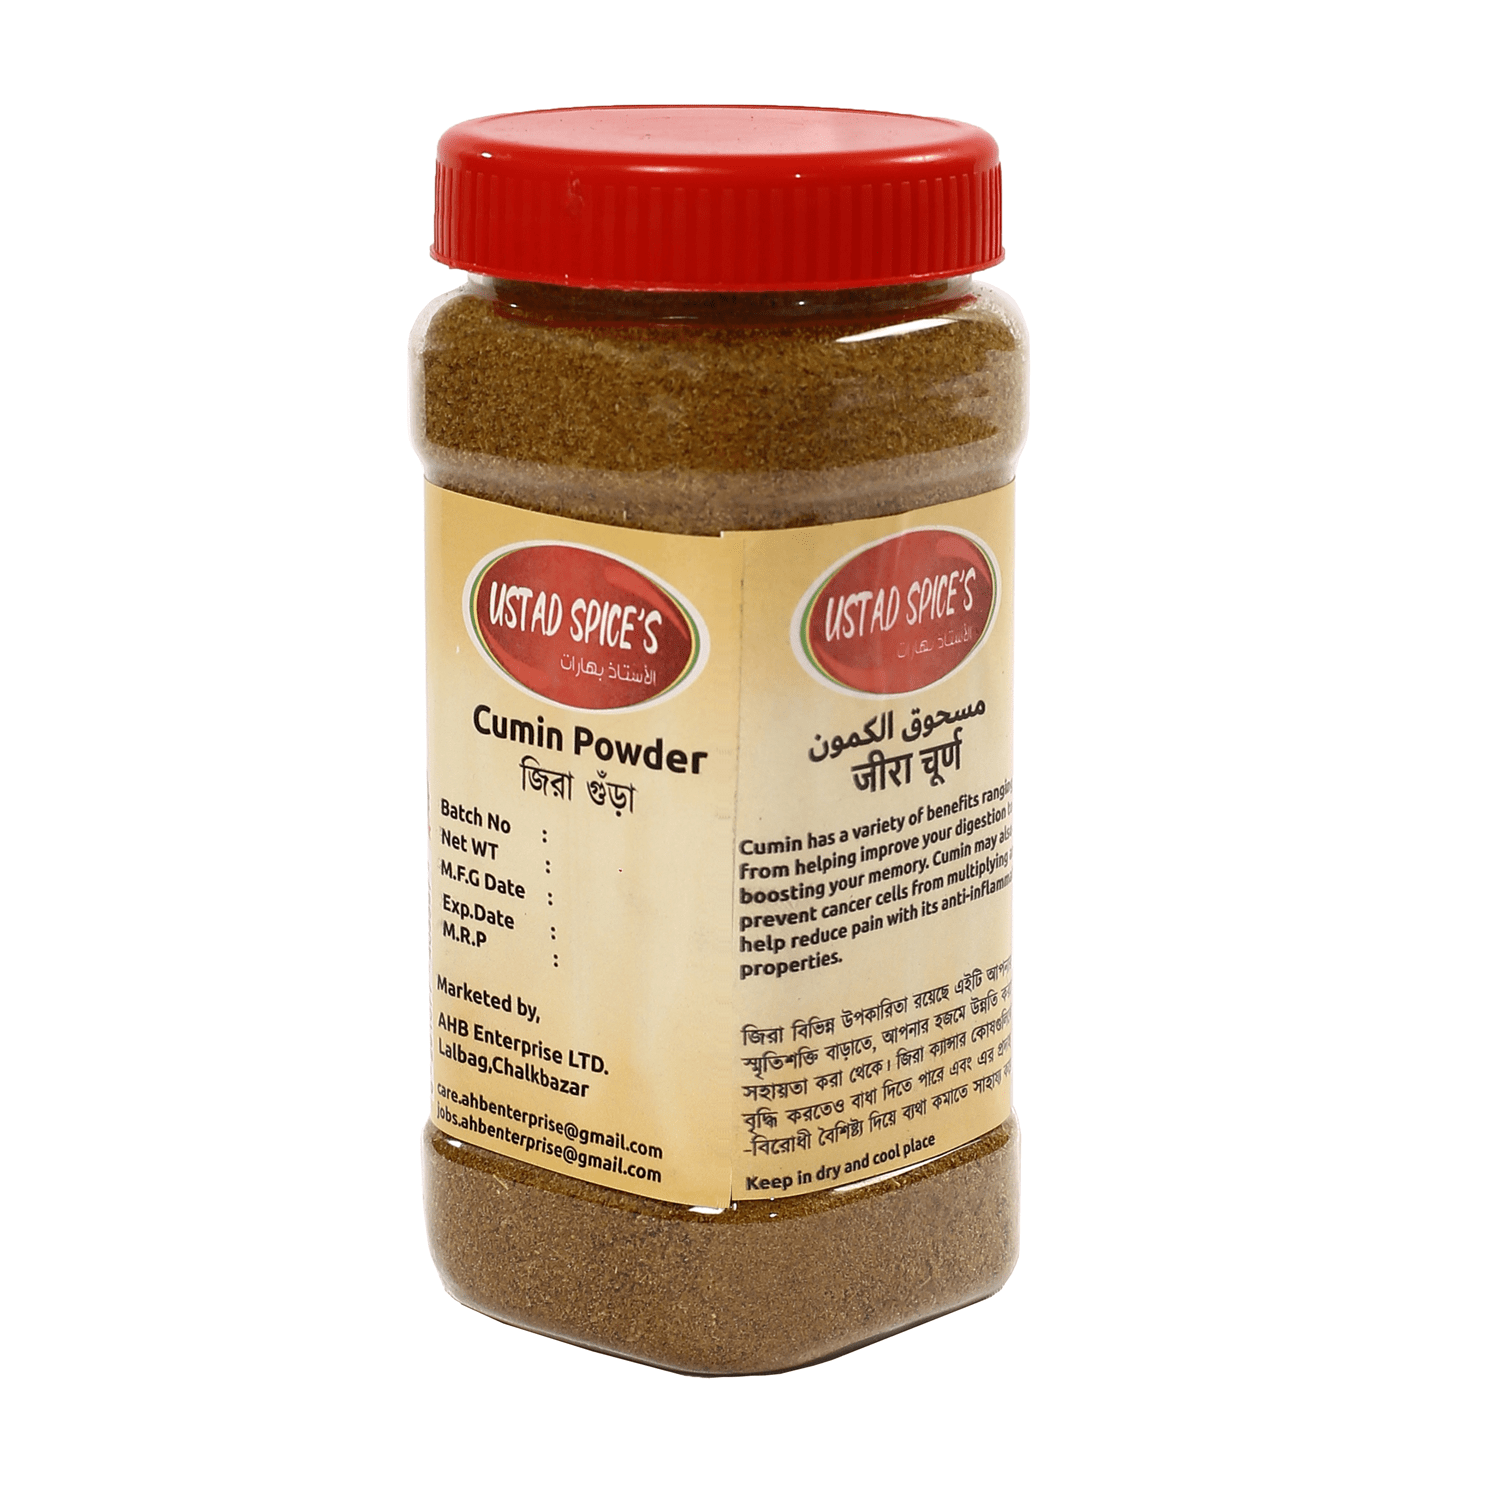 USTAD SPICE'S
الأستاذ بهارات
Cumin Powder
জিরা গুঁড়া
Batch No :
Net WT :
M.F.G Date :
Exp.Date :
M.R.P :
Marketed by,
AHB Enterprise LTD.
Lalbag,Chalkbazar
care.ahbenterprise@gmail.com
jobs.ahbenterprise@gmail.com
USTAD SPICE'S
الأستاذ بهارات
مسحوق الكمون
जीरा चूर्ण
Cumin has a variety of benefits ranging
from helping improve your digestion
boosting your memory. Cumin may also
prevent cancer cells from multiplying
help reduce pain with its
properties.
জিরা বিভিন্ন উপকারিতা রয়েছে এইটি আপনার
স্মৃতিশক্তি বাড়াতে, আপনার হজমে উন্নতি
সহায়তা করা থেকে। জিরা ক্যান্সার
বৃদ্ধি করতেও বাধা দিতে পারে এবং এর
-বিরোধী বৈশিষ্ট্য দিয়ে ব্যথা কমাতে সাহায্য
Keep in dry and cool place